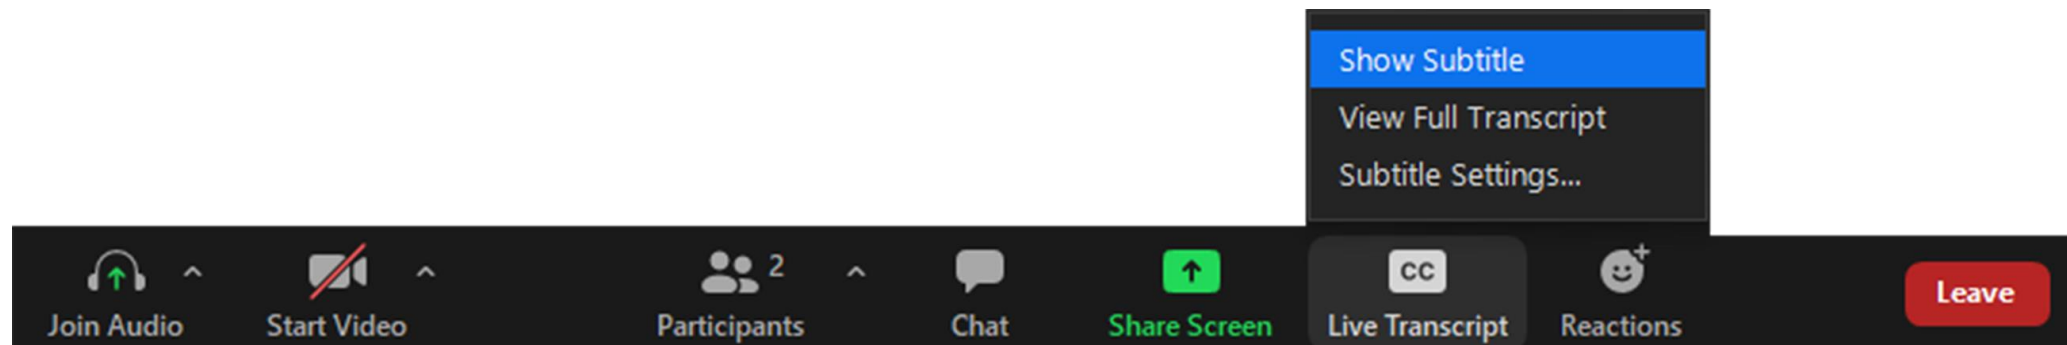 Show Subtitle
View Full Transcript
Subtitle Settings...
2
CC
Join Audio
Start Video
Participants
Chat
Share Screen
Live Transcript
Reactions
Leave